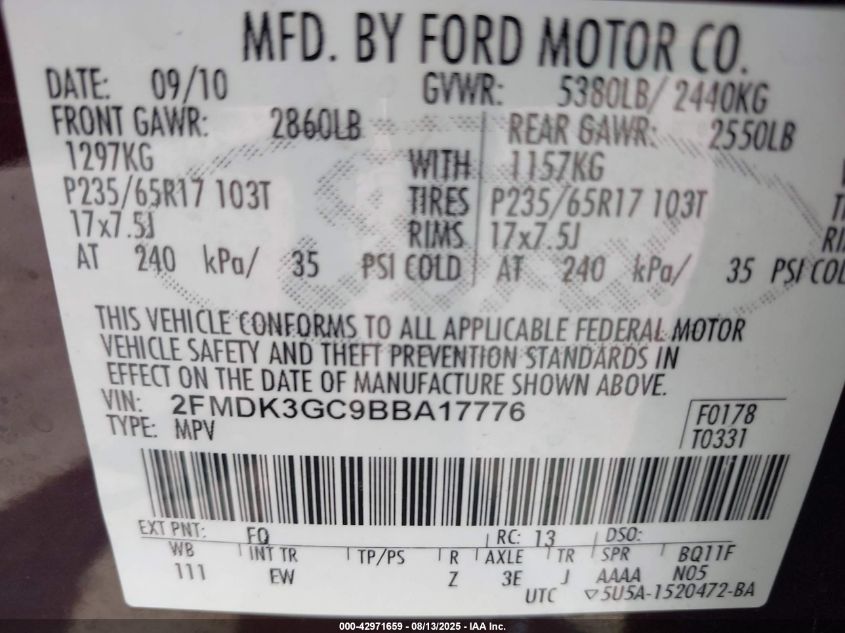 MFD. BY FORD MOTOR CO.
DATE: 09/10 GVWR: 5380LB/ 2440KG
FRONT GAWR: 2860LB REAR GAWR: 2550LB
1297KG WITH 1157KG
P235/65R17 103T TIRES P235/65R17 103T
17x7.5J RIMS 17x7.5J
AT 240 kPa/ 35 PSI COLD AT 240 kPa/ 35 PSI COL
THIS VEHICLE CONFORMS TO ALL APPLICABLE FEDERAL MOTOR
VEHICLE SAFETY AND THEFT PREVENTION STANDARDS IN
EFFECT ON THE DATE OF MANUFACTURE SHOWN ABOVE.
VIN: 2FMDK3GC9BBA17776 F0178
TYPE: MPV T0331
EXT PNT: FQ RC: 13 DSO:
WB INT TR TP/PS R AXLE TR SPR BQ11F
111 EW Z 3E J AAAA N05
UTC ▽5U5A-1520472-BA
000-42971659 - 08/13/2025 - IAA Inc.